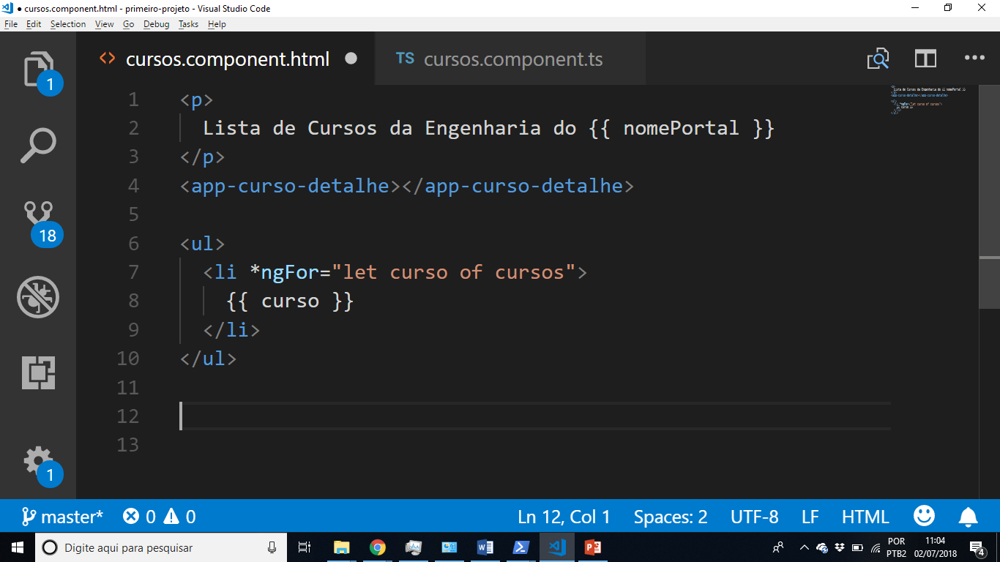 ● cursos.component.html - primeiro-projeto - Visual Studio Code
File Edit Selection View Go Debug Tasks Help
<> cursos.component.html ● TS cursos.component.ts •••
1
1 <p>
2 Lista de Cursos da Engenharia do {{ nomePortal }}
3 </p>
4 <app-curso-detalhe></app-curso-detalhe>
5
6 <ul>
7 <li *ngFor="let curso of cursos">
8 {{ curso }}
9 </li>
10 </ul>
11
12
13
18
1
master* 0 0 Ln 12, Col 1 Spaces: 2 UTF-8 LF HTML
Digite aqui para pesquisar
POR
PTB2
11:04
02/07/2018
4